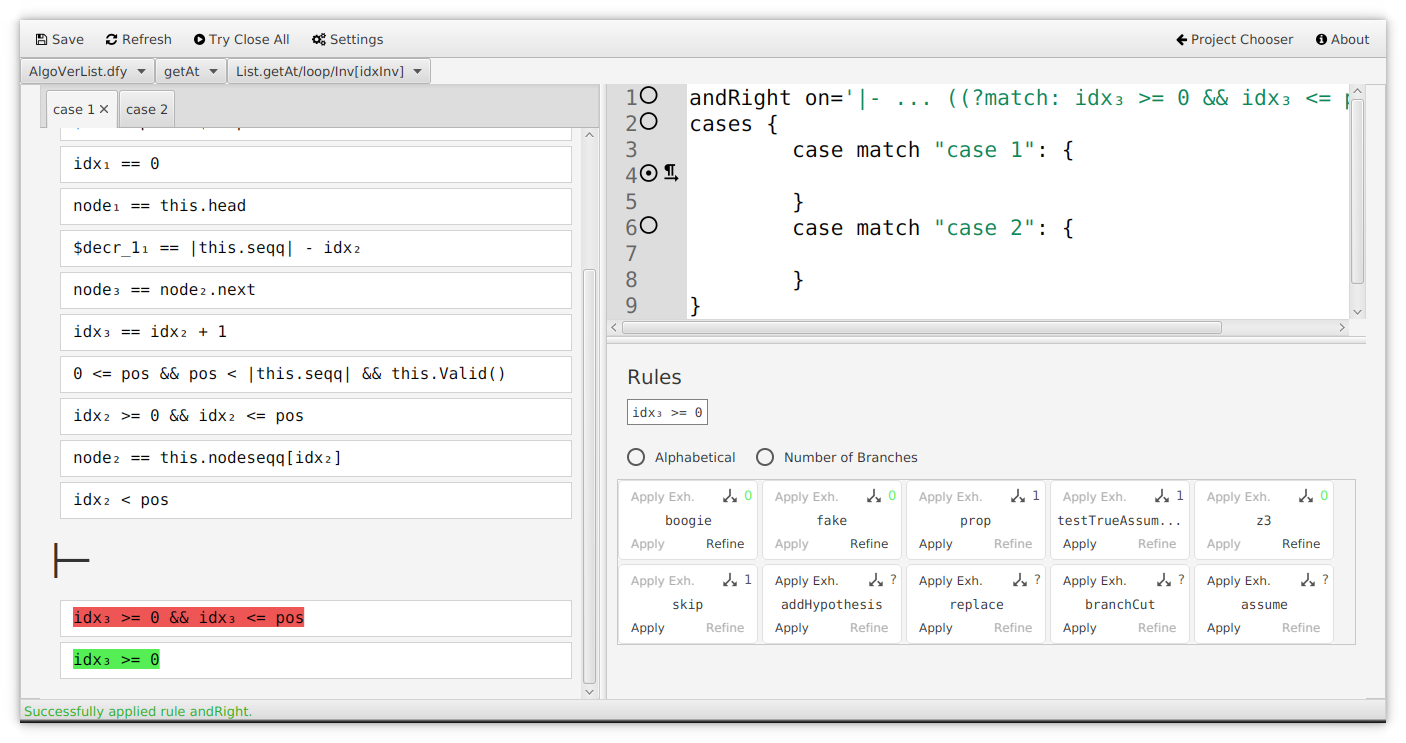 Save Refresh Try Close All Settings Project Chooser About
AlgoVerList.dfy getAt List.getAt/loop/Inv[idxInv]
case 1 case 2
idx₁ == 0
node₁ == this.head
$decr_1₁ == |this.seqq| - idx₂
node₃ == node₂.next
idx₃ == idx₂ + 1
0 <= pos && pos < |this.seqq| && this.Valid()
idx₂ >= 0 && idx₂ <= pos
node₂ == this.nodeseqq[idx₂]
idx₂ < pos
idx₃ >= 0 && idx₃ <= pos
idx₃ >= 0
1 andRight on='|- ... ((?match: idx₃ >= 0 && idx₃ <= p
2 cases {
3 case match "case 1": {
4
5 }
6 case match "case 2": {
7
8 }
9 }
Rules
idx₃ >= 0
Alphabetical Number of Branches
Apply Exh. 0 Apply Exh. 0 Apply Exh. 1 Apply Exh. 1 Apply Exh. 0
boogie fake prop testTrueAssum... z3
Apply Refine Apply Refine Apply Refine Apply Refine Apply Refine
Apply Exh. 1 Apply Exh. ? Apply Exh. ? Apply Exh. ? Apply Exh. ?
skip addHypothesis replace branchCut assume
Apply Refine Apply Refine Apply Refine Apply Refine Apply Refine
Successfully applied rule andRight.